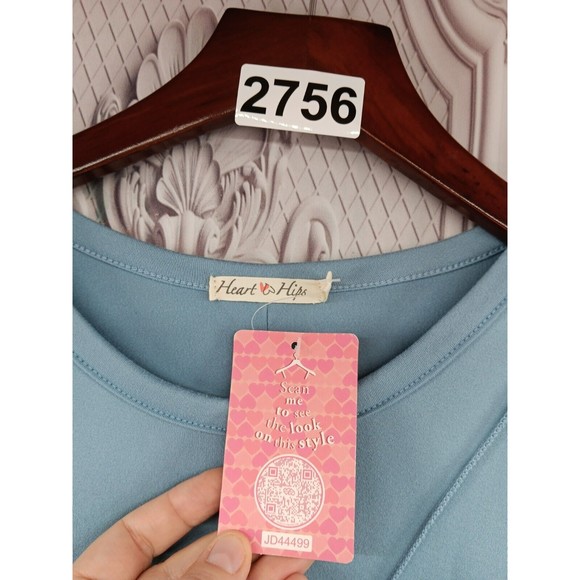 2756
Heart Hips
Scan
me
to see
the look
on this style
JD44499